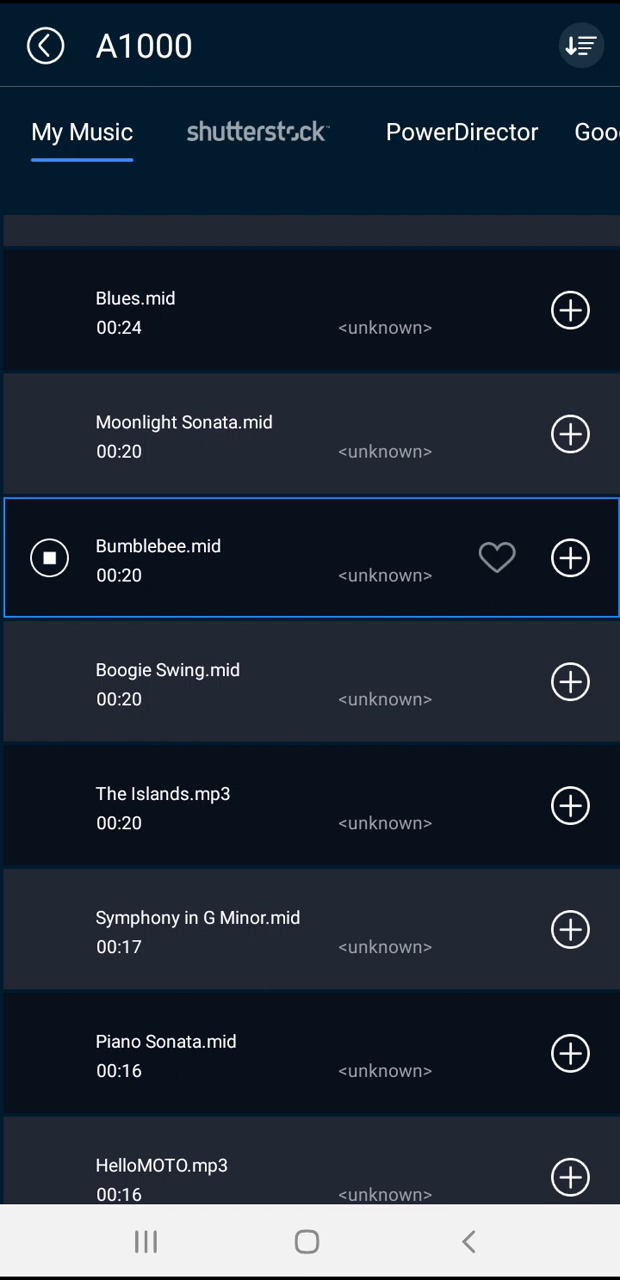 A1000
My Music shutterstock PowerDirector Goo
Blues.mid
00:24 <unknown>
Moonlight Sonata.mid
00:20 <unknown>
Bumblebee.mid
00:20 <unknown>
Boogie Swing.mid
00:20 <unknown>
The Islands.mp3
00:20 <unknown>
Symphony in G Minor.mid
00:17 <unknown>
Piano Sonata.mid
00:16 <unknown>
HelloMOTO.mp3
00:16 <unknown>